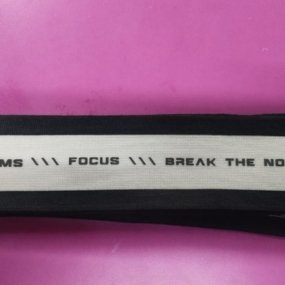 MS \\\ FOCUS \\\ BREAK THE NO